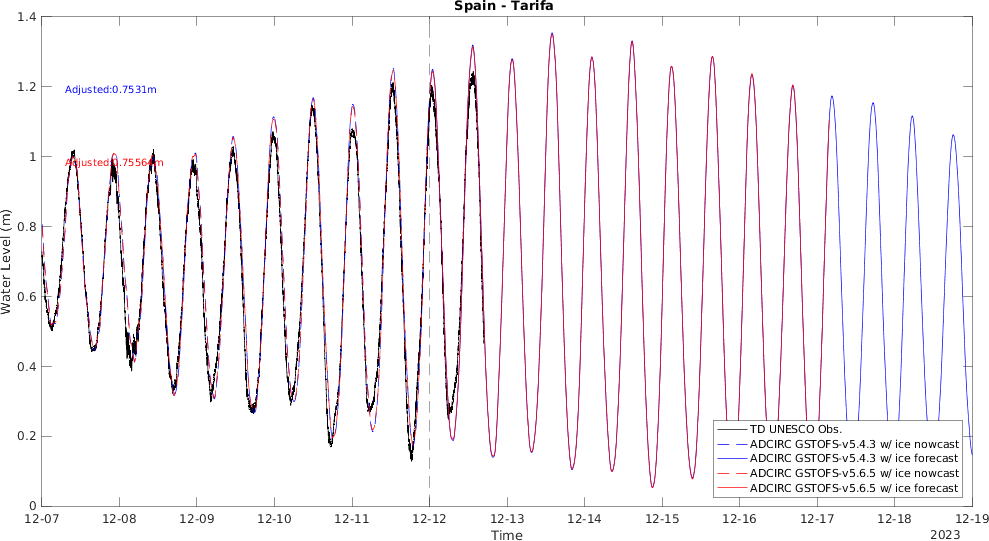 Spain - Tarifa
1.4
1.2
1
0.8
0.6
0.4
0.2
0
Water Level (m)
Adjusted:0.7531m
Adjusted:0.75564m
TD UNESCO Obs.
ADCIRC GSTOFS-v5.4.3 w/ ice nowcast
ADCIRC GSTOFS-v5.4.3 w/ ice forecast
ADCIRC GSTOFS-v5.6.5 w/ ice nowcast
ADCIRC GSTOFS-v5.6.5 w/ ice forecast
12-07 12-08 12-09 12-10 12-11 12-12 12-13 12-14 12-15 12-16 12-17 12-18 12-19
Time
2023